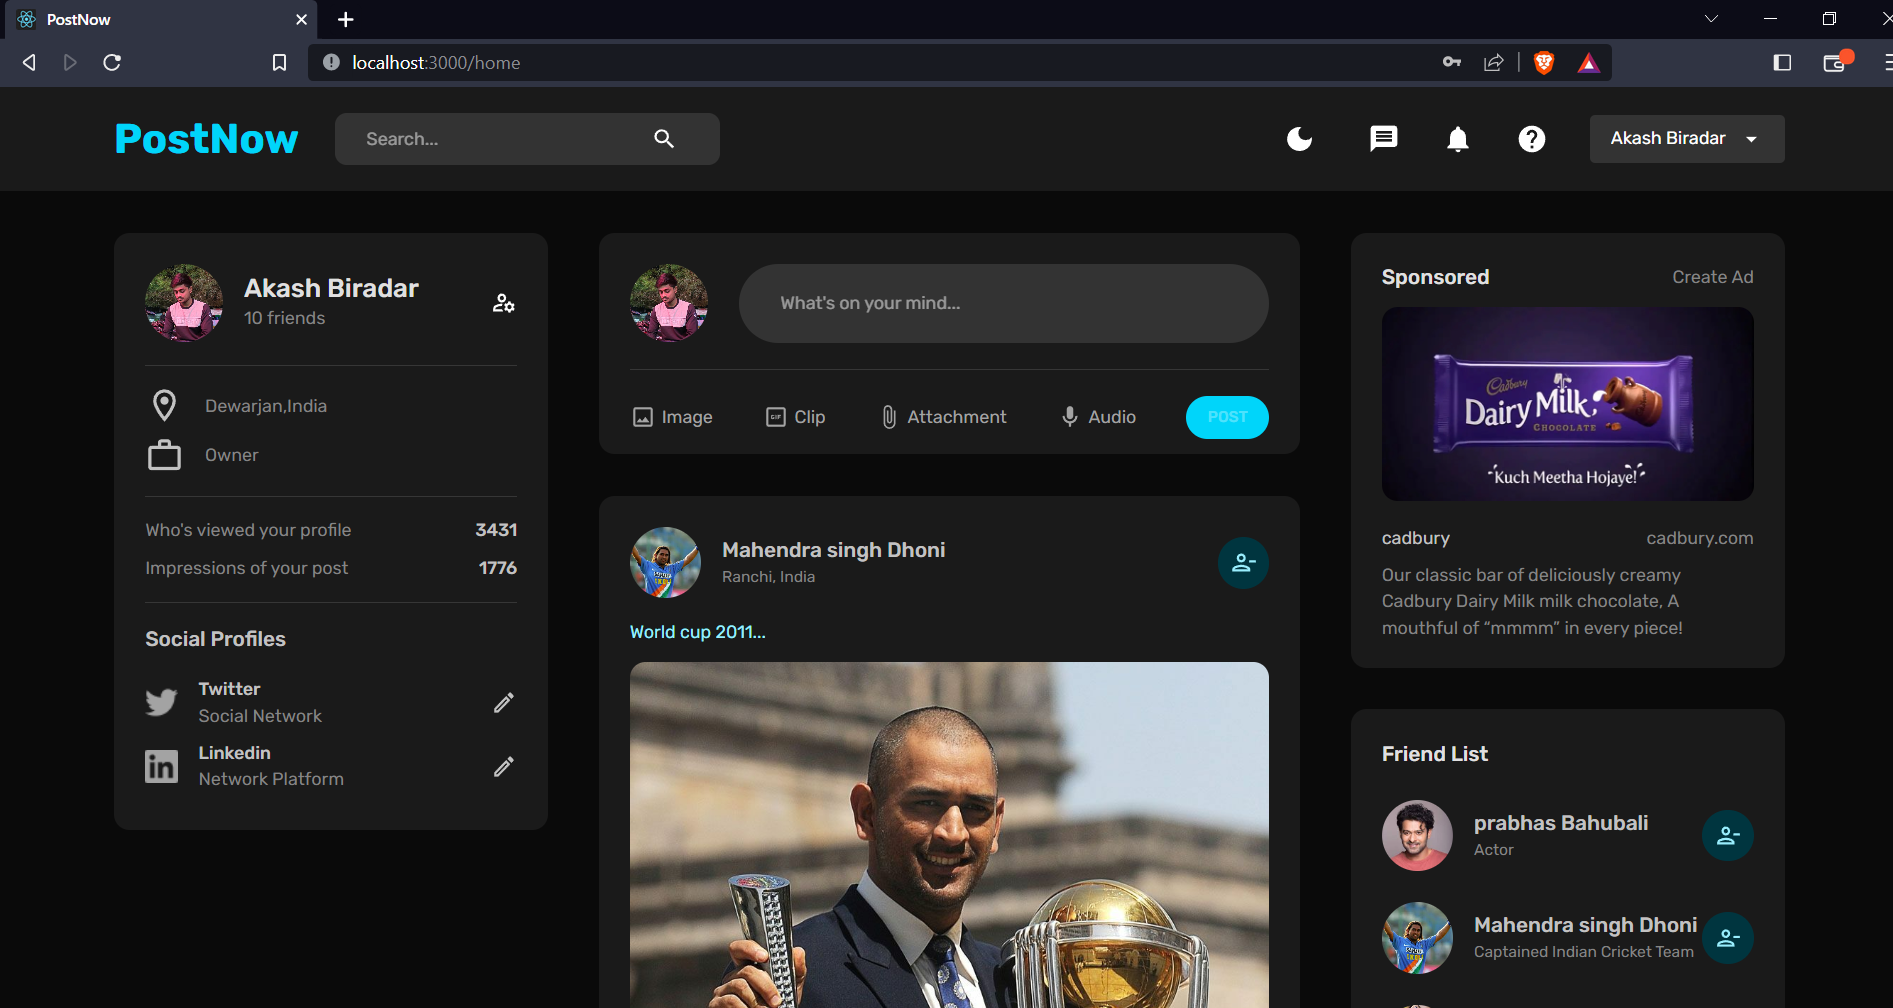 PostNow
localhost:3000/home
PostNow
Search...
Akash Biradar
Akash Biradar
10 friends
Dewarjan,India
Owner
Who's viewed your profile 3431
Impressions of your post 1776
Social Profiles
Twitter
Social Network
Linkedin
Network Platform
What's on your mind...
Image
GIF
Clip
Attachment
Audio
POST
Mahendra singh Dhoni
Ranchi, India
World cup 2011...
Sponsored
Create Ad
Cadbury
Dairy Milk
CHOCOLATE
Kuch Meetha Hojaye!
cadbury
cadbury.com
Our classic bar of deliciously creamy
Cadbury Dairy Milk milk chocolate, A
mouthful of “mmmm” in every piece!
Friend List
prabhas Bahubali
Actor
Mahendra singh Dhoni
Captained Indian Cricket Team